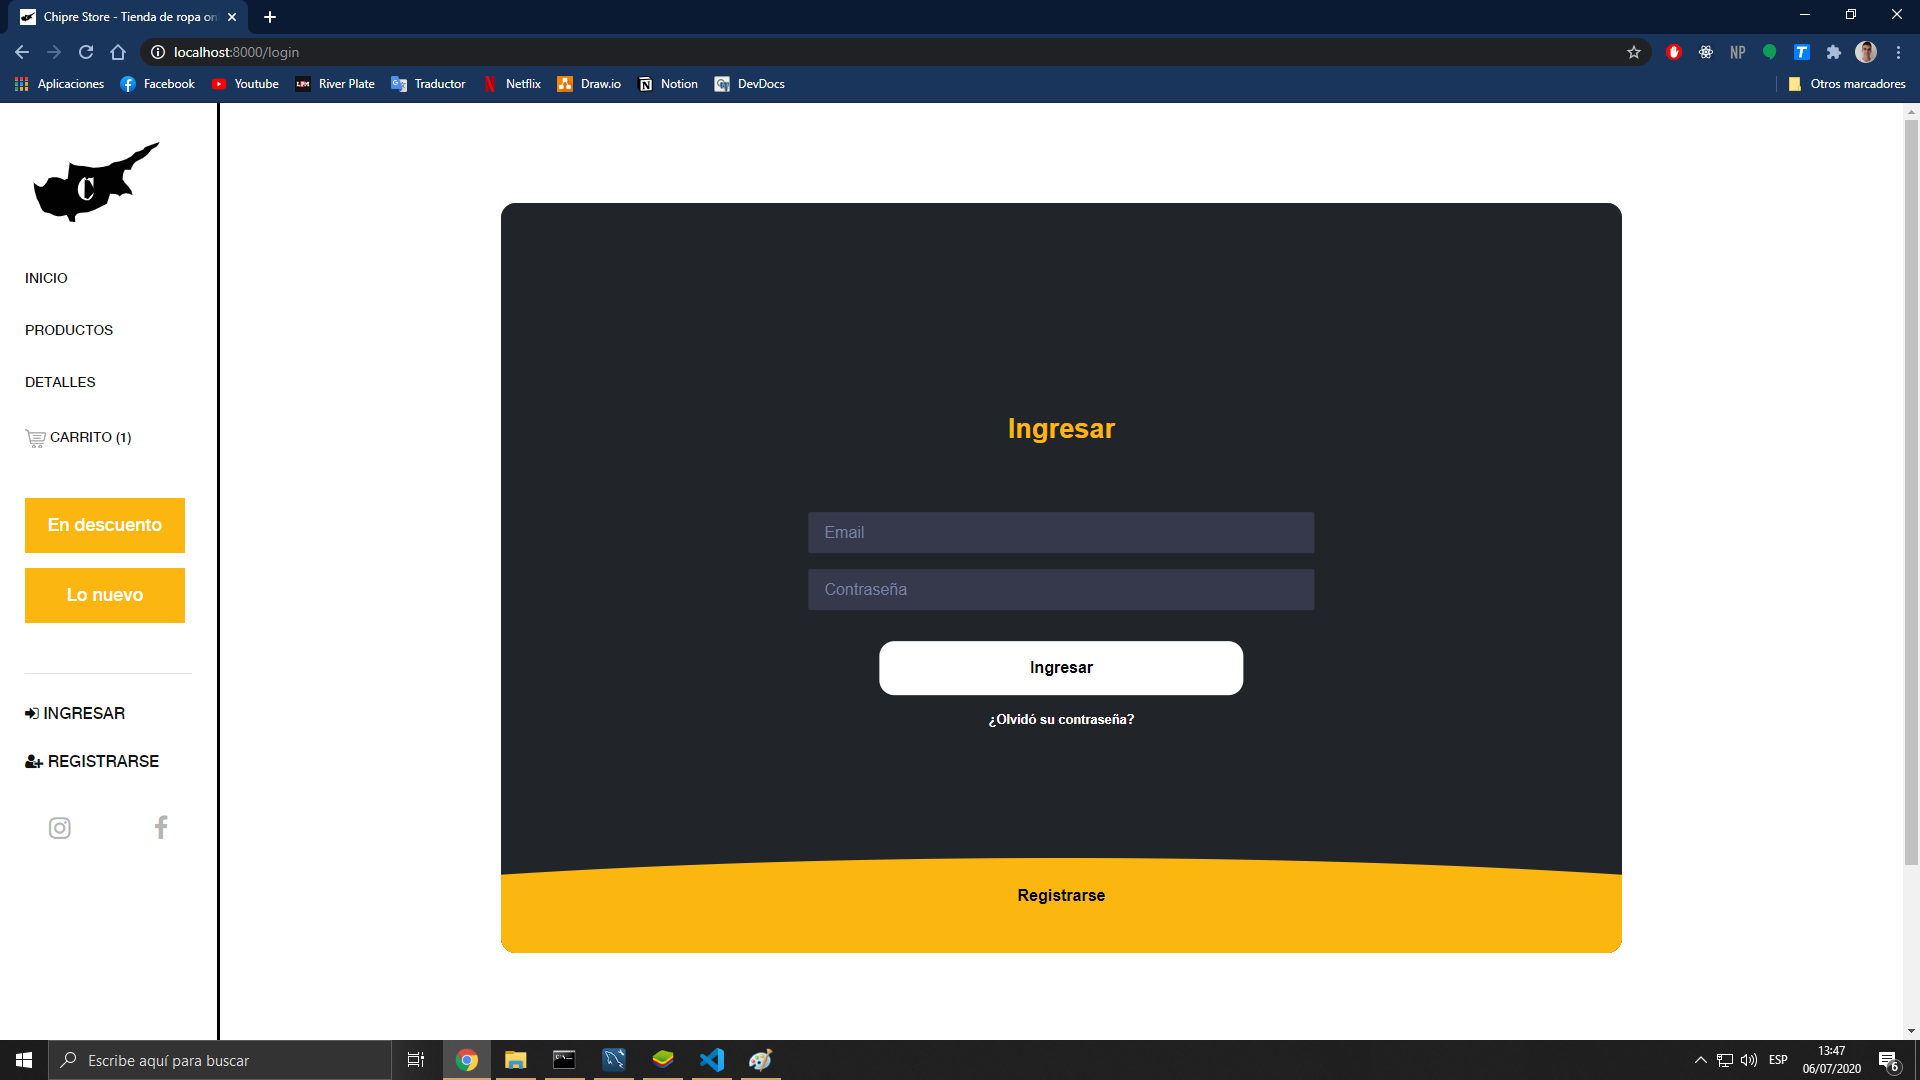 Chipre Store - Tienda de ropa on
localhost:8000/login
NP
Aplicaciones
Facebook
Youtube
River Plate
Traductor
Netflix
Draw.io
Notion
DevDocs
Otros marcadores
C
INICIO
PRODUCTOS
DETALLES
CARRITO (1)
En descuento
Lo nuevo
INGRESAR
REGISTRARSE
Ingresar
Email
Contraseña
Ingresar
¿Olvidó su contraseña?
Registrarse
Escribe aquí para buscar
ESP
13:47
06/07/2020
6